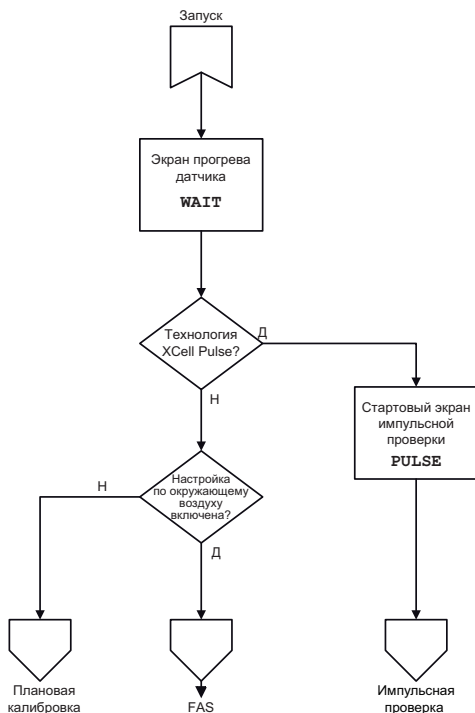 Запуск
Экран прогрева
датчика
WAIT
Технология
XCell Pulse?
Д
Н
Стартовый экран
импульсной
проверки
PULSE
Настройка
по окружающему
воздуху
включена?
Н
Д
Плановая
калибровка
FAS
Импульсная
проверка